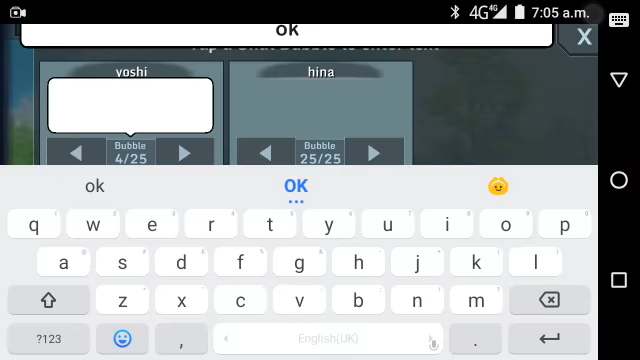 4G 4G 7:05 a.m.
OK
Tap a Chat Bubble to enter text
X
yoshi hina
Bubble Bubble
4/25 25/25
ok OK
q w e r t y u i o p
a s d f g h j k l
z x c v b n m
?123 , English(UK) .